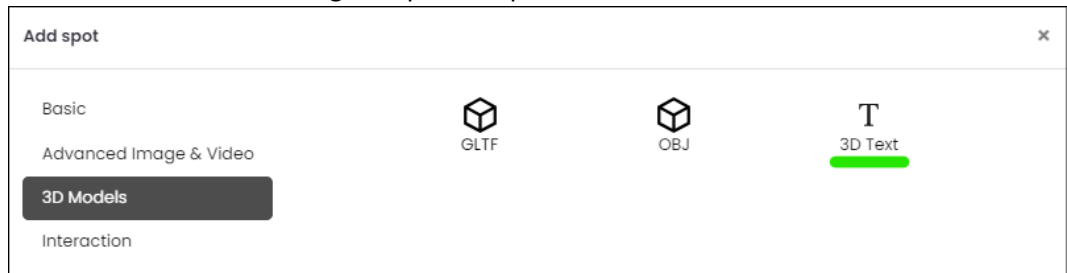 Add spot
×
Basic
Advanced Image & Video
3D Models
Interaction
GLTF
OBJ
T
3D Text